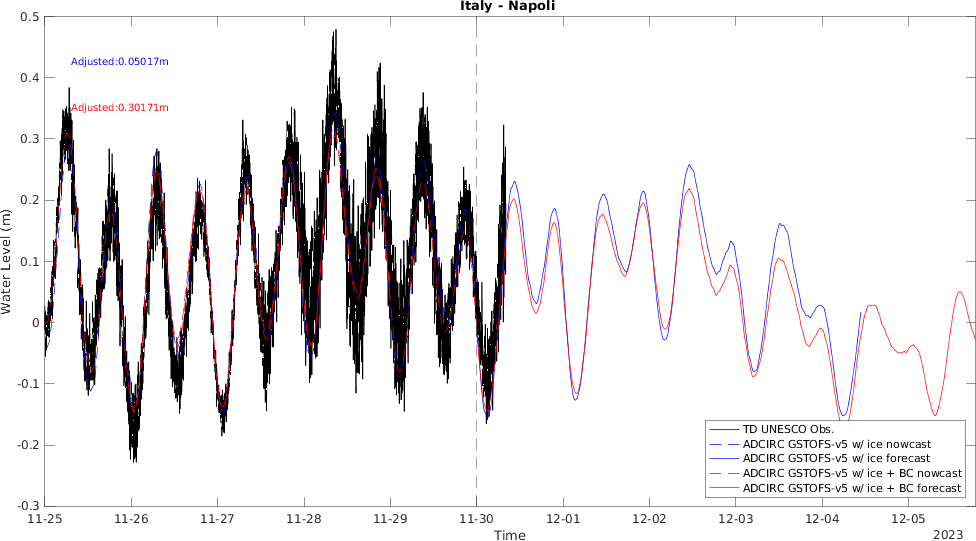 Italy - Napoli
0.5
0.4
0.3
0.2
0.1
0
-0.1
-0.2
-0.3
Water Level (m)
Adjusted:0.05017m
Adjusted:0.30171m
TD UNESCO Obs.
ADCIRC GSTOFS-v5 w/ ice nowcast
ADCIRC GSTOFS-v5 w/ ice forecast
ADCIRC GSTOFS-v5 w/ ice + BC nowcast
ADCIRC GSTOFS-v5 w/ ice + BC forecast
11-25 11-26 11-27 11-28 11-29 11-30 12-01 12-02 12-03 12-04 12-05
Time
2023